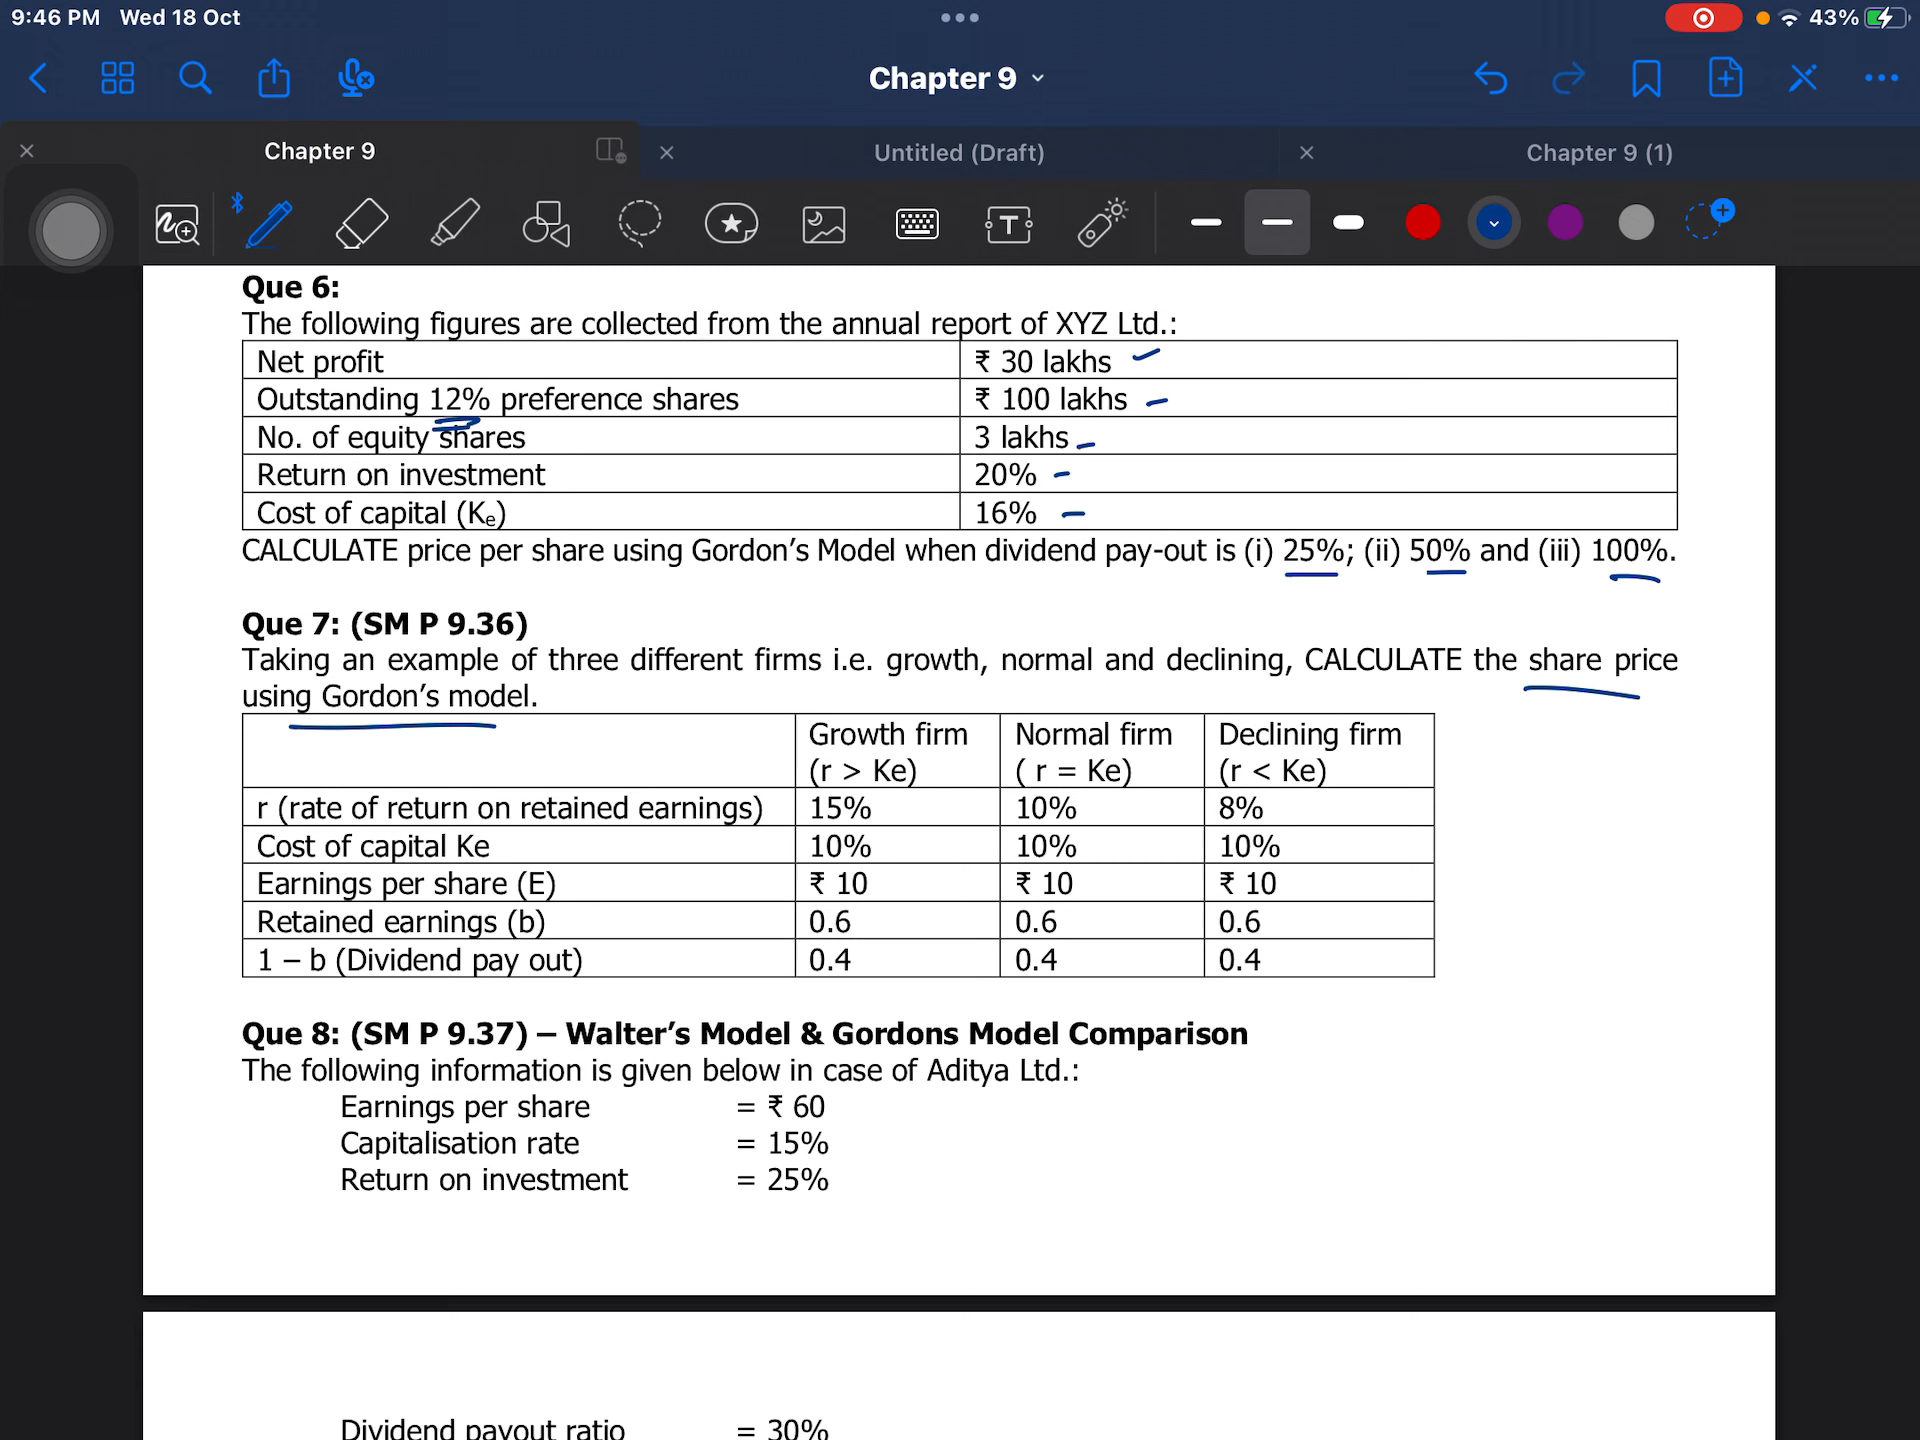 9:46 PM Wed 18 Oct
43%
Chapter 9
Chapter 9
Untitled (Draft)
Chapter 9 (1)
Que 6:
The following figures are collected from the annual report of XYZ Ltd.:
Net profit ₹ 30 lakhs
Outstanding 12% preference shares ₹ 100 lakhs
No. of equity shares 3 lakhs
Return on investment 20%
Cost of capital (Kₑ) 16%
CALCULATE price per share using Gordon’s Model when dividend pay-out is (i) 25%; (ii) 50% and (iii) 100%.
Que 7: (SM P 9.36)
Taking an example of three different firms i.e. growth, normal and declining, CALCULATE the share price
using Gordon’s model.
Growth firm Normal firm Declining firm
(r > Ke) ( r = Ke) (r < Ke)
r (rate of return on retained earnings) 15% 10% 8%
Cost of capital Ke 10% 10% 10%
Earnings per share (E) ₹ 10 ₹ 10 ₹ 10
Retained earnings (b) 0.6 0.6 0.6
1 – b (Dividend pay out) 0.4 0.4 0.4
Que 8: (SM P 9.37) – Walter’s Model & Gordons Model Comparison
The following information is given below in case of Aditya Ltd.:
Earnings per share = ₹ 60
Capitalisation rate = 15%
Return on investment = 25%
Dividend payout ratio = 30%